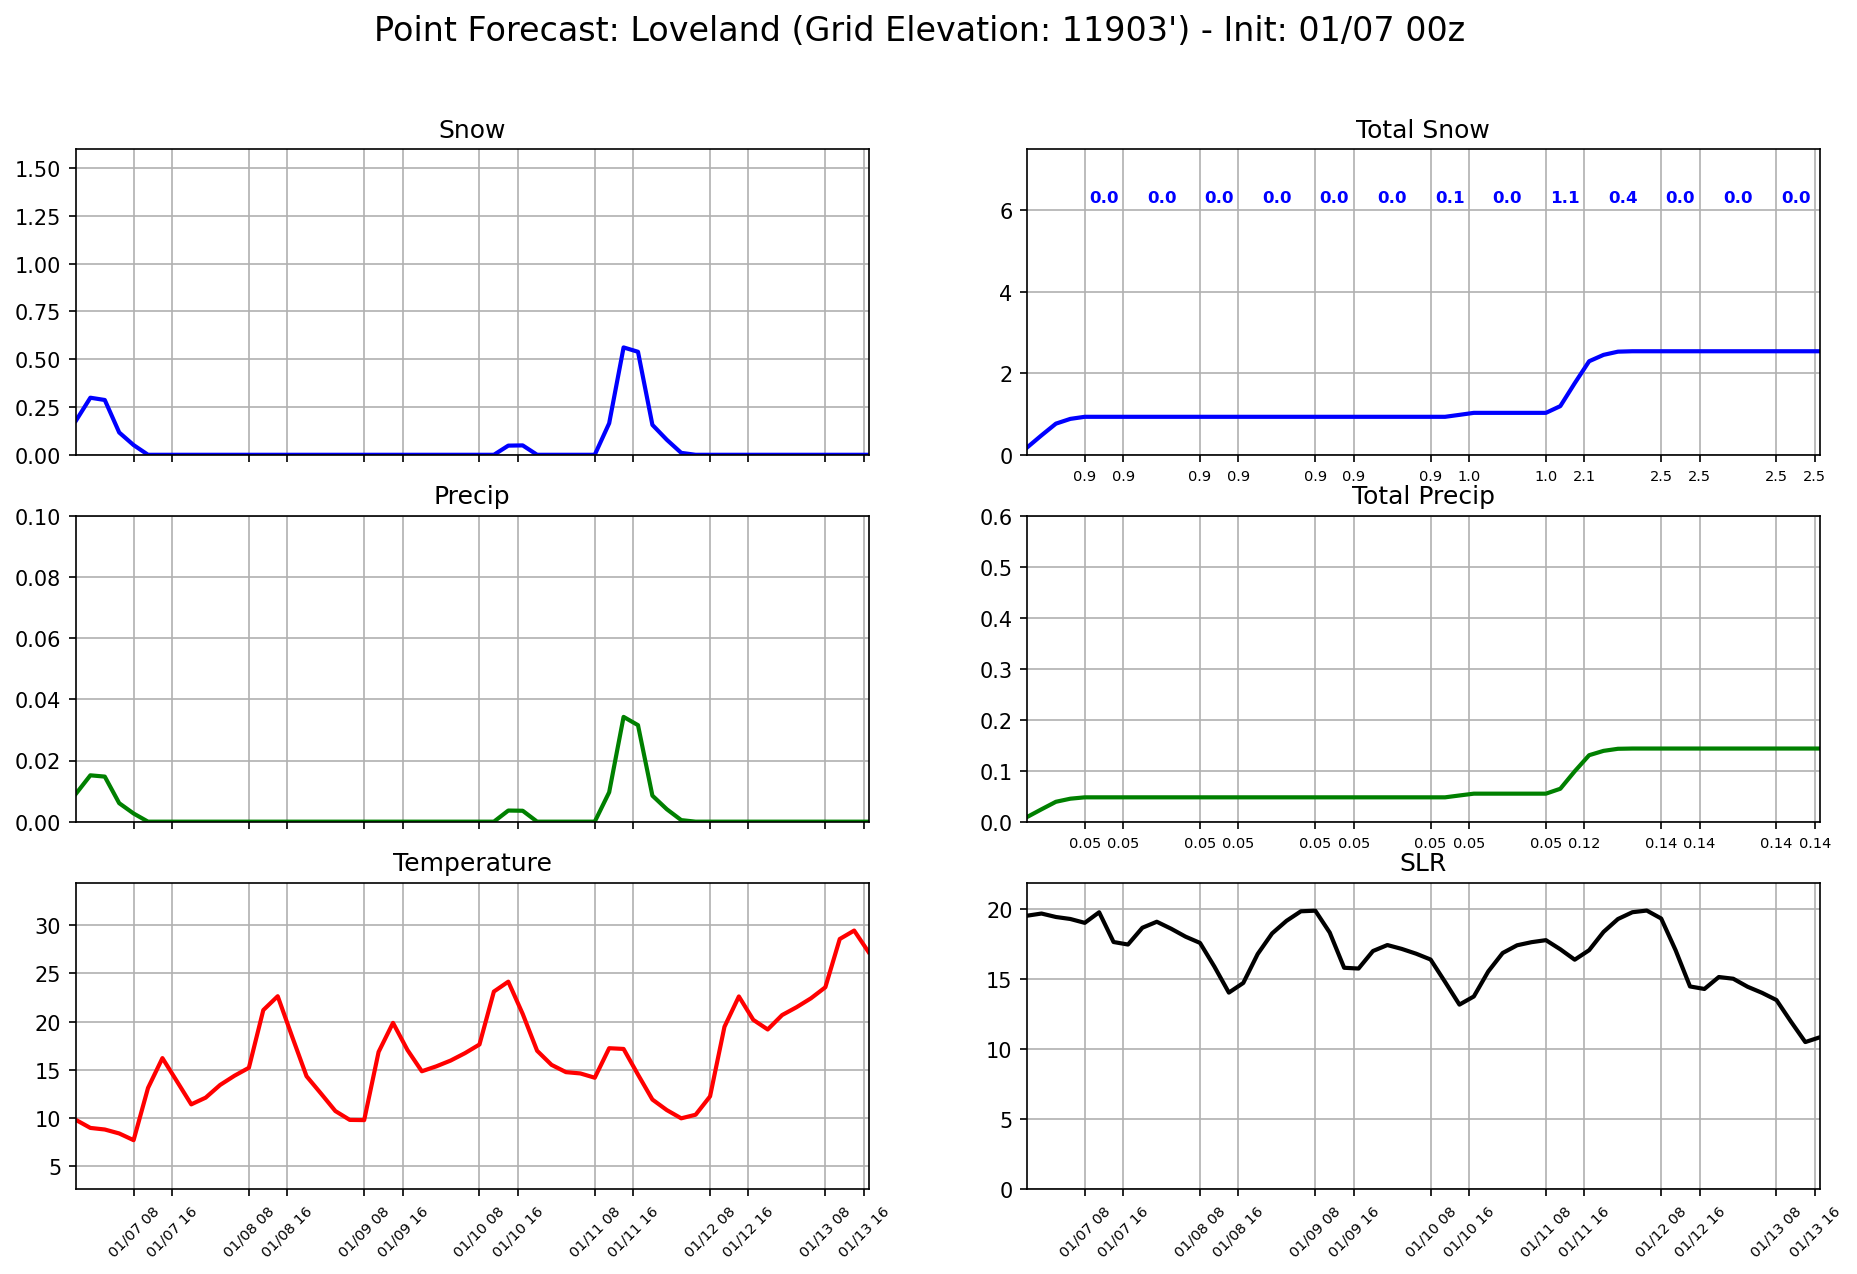 Point Forecast: Loveland (Grid Elevation: 11903') - Init: 01/07 00z
Snow
1.50
1.25
1.00
0.75
0.50
0.25
0.00
Total Snow
0.0 0.0 0.0 0.0 0.0 0.0 0.1 0.0 1.1 0.4 0.0 0.0 0.0
6
4
2
0
0.9 0.9 0.9 0.9 0.9 0.9 0.9 1.0 1.0 2.1 2.5 2.5 2.5 2.5
Precip
0.10
0.08
0.06
0.04
0.02
0.00
Total Precip
0.6
0.5
0.4
0.3
0.2
0.1
0.0
0.05 0.05 0.05 0.05 0.05 0.05 0.05 0.05 0.05 0.12 0.14 0.14 0.14 0.14
Temperature
30
25
20
15
10
5
01/07 08 01/07 16 01/08 08 01/08 16 01/09 08 01/09 16 01/10 08 01/10 16 01/11 08 01/11 16 01/12 08 01/12 16 01/13 08 01/13 16
SLR
20
15
10
5
0
01/07 08 01/07 16 01/08 08 01/08 16 01/09 08 01/09 16 01/10 08 01/10 16 01/11 08 01/11 16 01/12 08 01/12 16 01/13 08 01/13 16